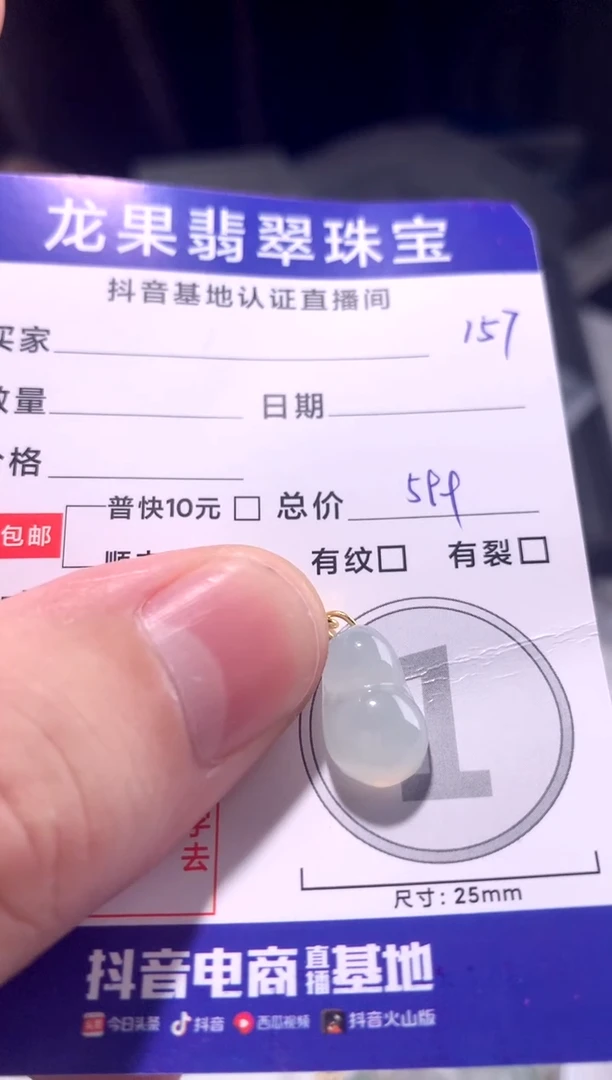 龙果翡翠珠宝
抖音基地认证直播间
157
买家
数量 日期
价格
包邮 普快10元 总价 599
有纹 有裂
1
去
尺寸：25mm
抖音电商直播基地
今日头条 抖音 西瓜视频 抖音火山版